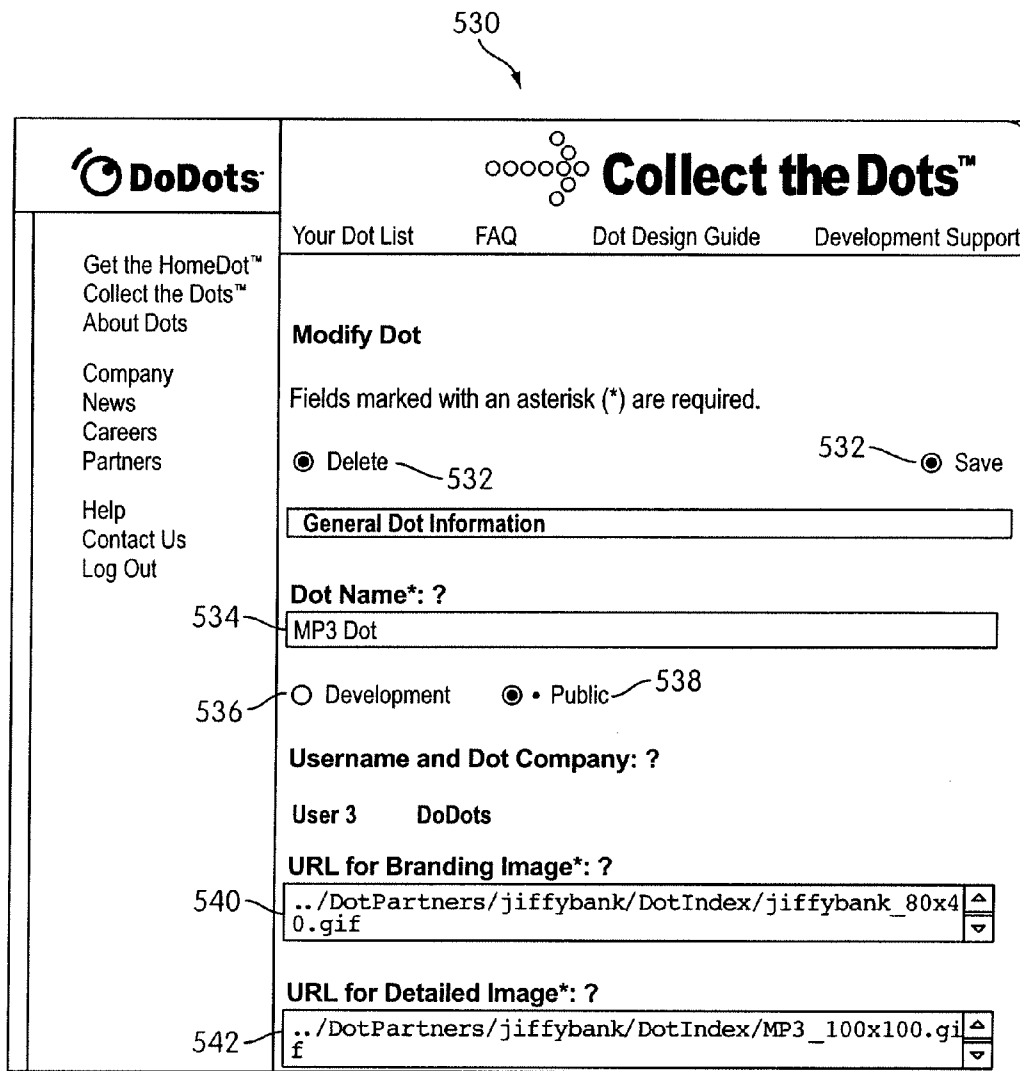 530
DoDots
Collect the Dots™
Your Dot List FAQ Dot Design Guide Development Support
Get the HomeDot™
Collect the Dots™
About Dots
Company
News
Careers
Partners
Help
Contact Us
Log Out
Modify Dot
Fields marked with an asterisk (*) are required.
Delete 532 532 Save
General Dot Information
Dot Name*: ?
534 MP3 Dot
536 Development • Public 538
Username and Dot Company: ?
User 3 DoDots
URL for Branding Image*: ?
540 ../DotPartners/jiffybank/DotIndex/jiffybank_80x4
0.gif
URL for Detailed Image*: ?
542 ../DotPartners/jiffybank/DotIndex/MP3_100x100.gi
f